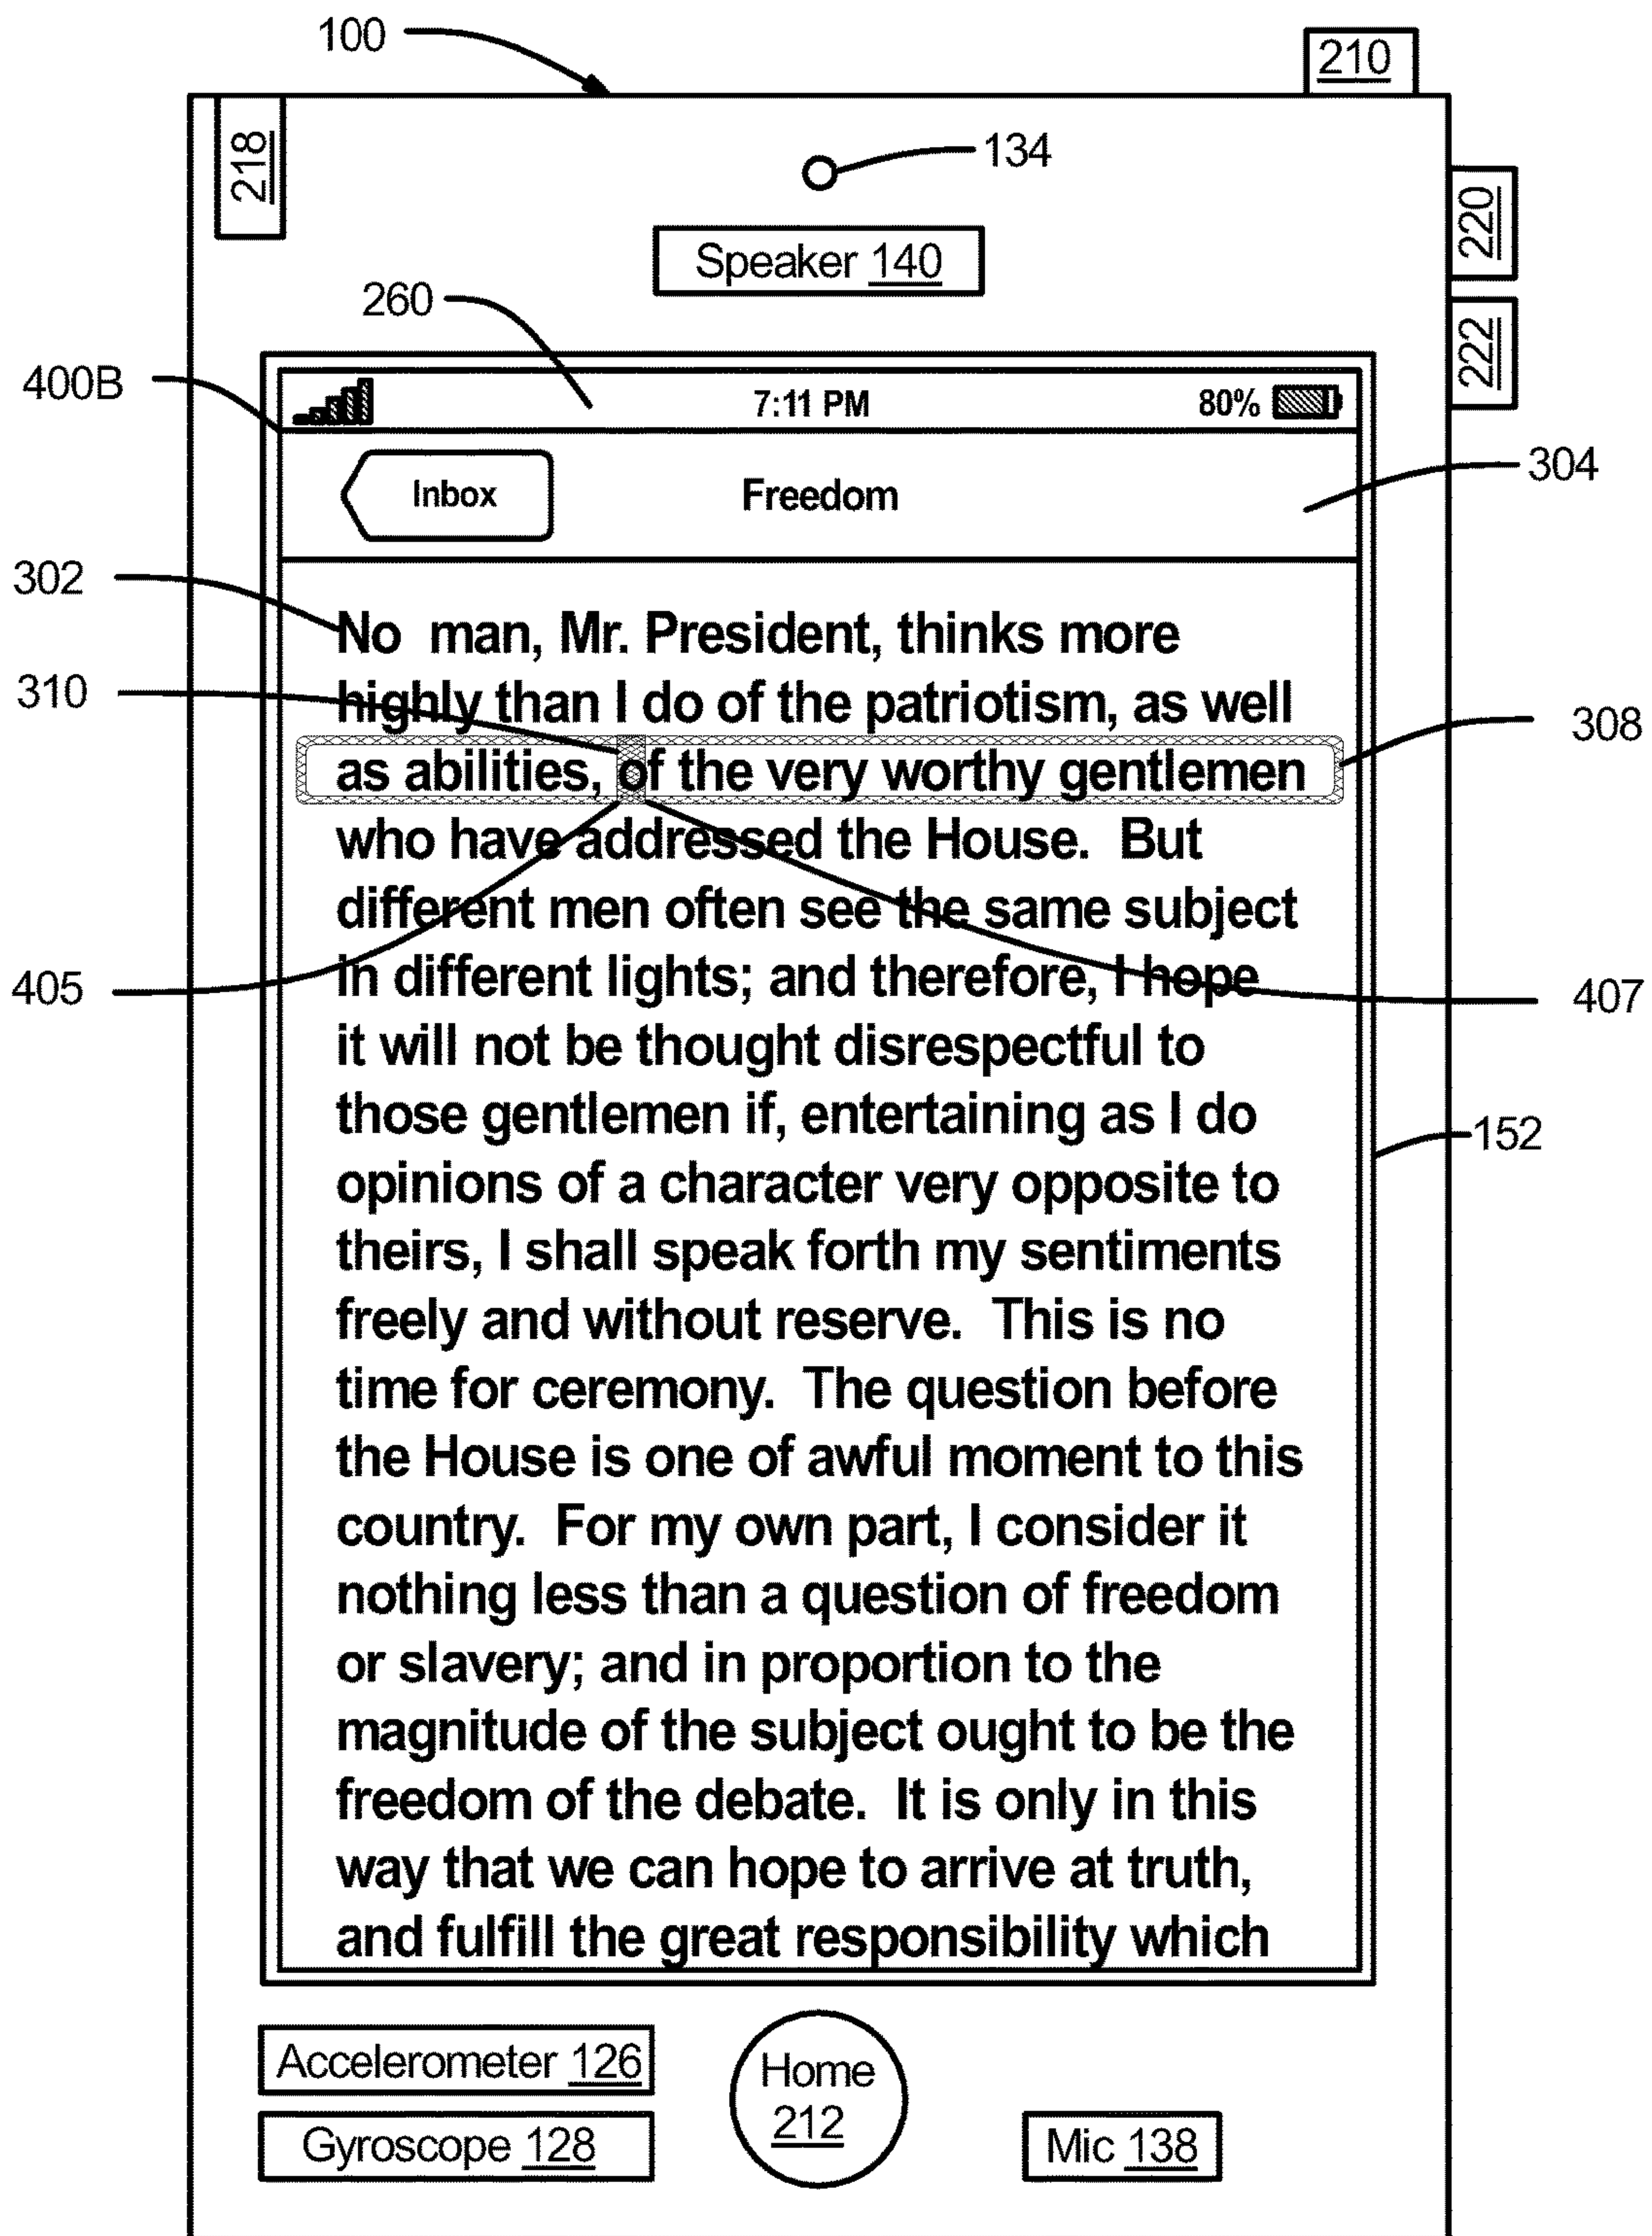 100
210
218
134
220
Speaker 140
260
222
400B
7:11 PM
80%
Inbox
Freedom
304
302
No man, Mr. President, thinks more
310
highly than I do of the patriotism, as well
308
as abilities, of the very worthy gentlemen
who have addressed the House. But
different men often see the same subject
405
in different lights; and therefore, I hope
407
it will not be thought disrespectful to
those gentlemen if, entertaining as I do
152
opinions of a character very opposite to
theirs, I shall speak forth my sentiments
freely and without reserve. This is no
time for ceremony. The question before
the House is one of awful moment to this
country. For my own part, I consider it
nothing less than a question of freedom
or slavery; and in proportion to the
magnitude of the subject ought to be the
freedom of the debate. It is only in this
way that we can hope to arrive at truth,
and fulfill the great responsibility which
Accelerometer 126
Home
212
Gyroscope 128
Mic 138